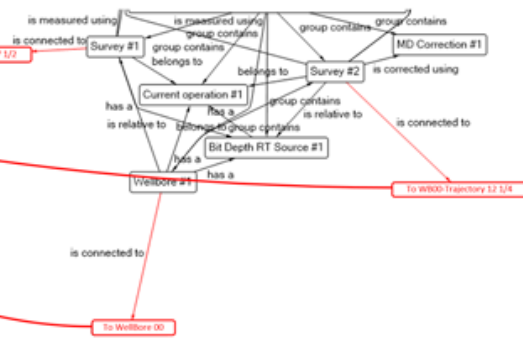 is measured using
is measured using
group contains
group contains
is connected to
Survey #1
group contains
group contains
MD Correction #1
1/2
belongs to
belongs to
Survey #2
is corrected using
Current operation #1
group contains
has a
has a
is relative to
is relative to
belongs to
group contains
is connected to
Bit Depth RT Source #1
has a
has a
Wellbore #1
To WB00-Trajectory 12 1/4
is connected to
To WellBore 00